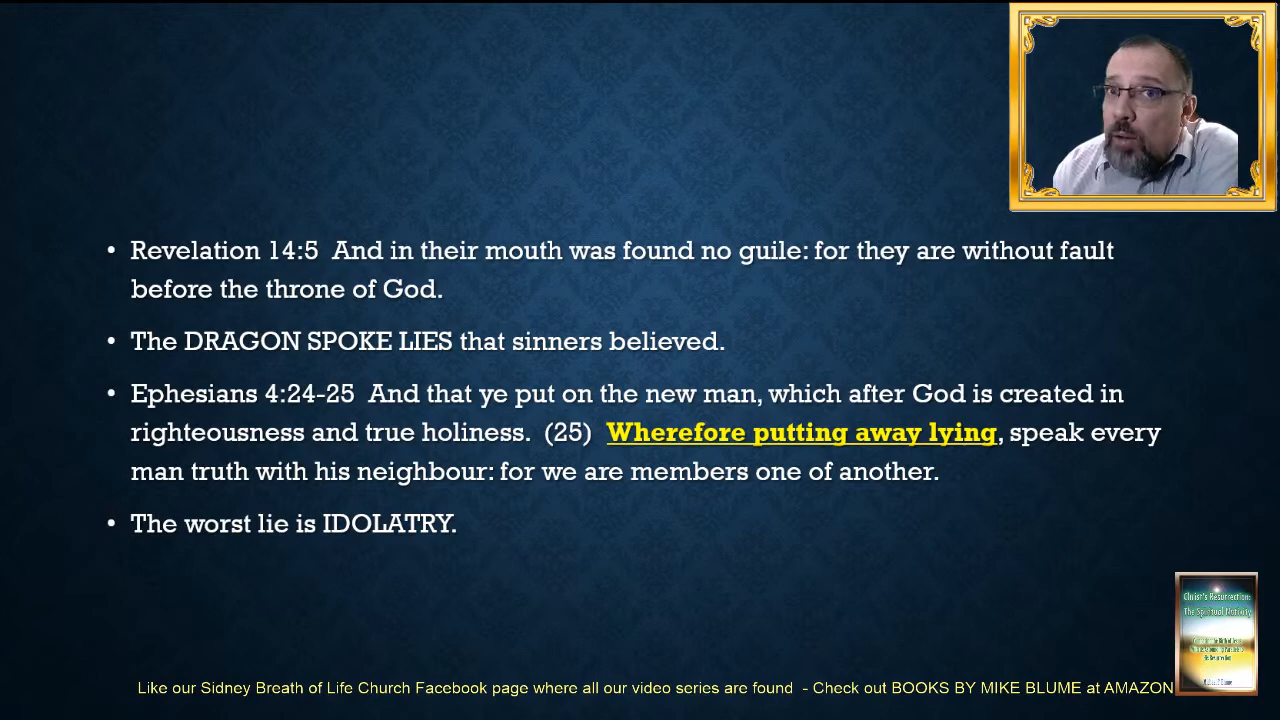 • Revelation 14:5 And in their mouth was found no guile: for they are without fault
before the throne of God.
• The DRAGON SPOKE LIES that sinners believed.
• Ephesians 4:24-25 And that ye put on the new man, which after God is created in
righteousness and true holiness. (25) Wherefore putting away lying, speak every
man truth with his neighbour: for we are members one of another.
• The worst lie is IDOLATRY.
Christ's Resurrection:
The Spiritual Nativity
Like our Sidney Breath of Life Church Facebook page where all our video series are found - Check out BOOKS BY MIKE BLUME at AMAZON